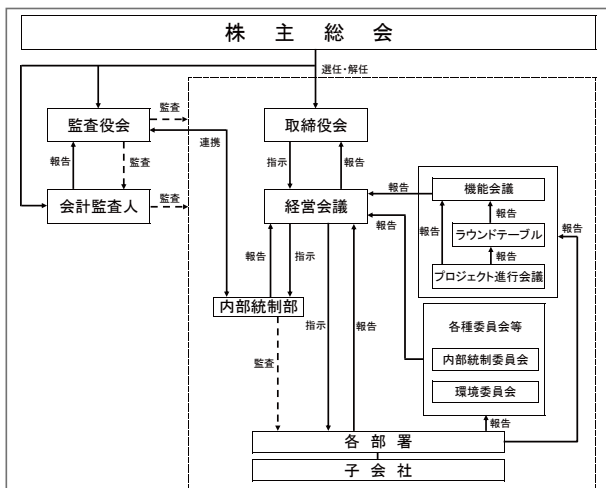 株主総会
選任・解任
監査役会
監査
取締役会
連携
報告
監査
指示
報告
機能会議
会計監査人
監査
経営会議
報告
報告
ラウンドテーブル
報告
報告
報告
プロジェクト進行会議
報告
指示
内部統制部
指示
報告
各種委員会等
内部統制委員会
監査
環境委員会
報告
各部署
子会社